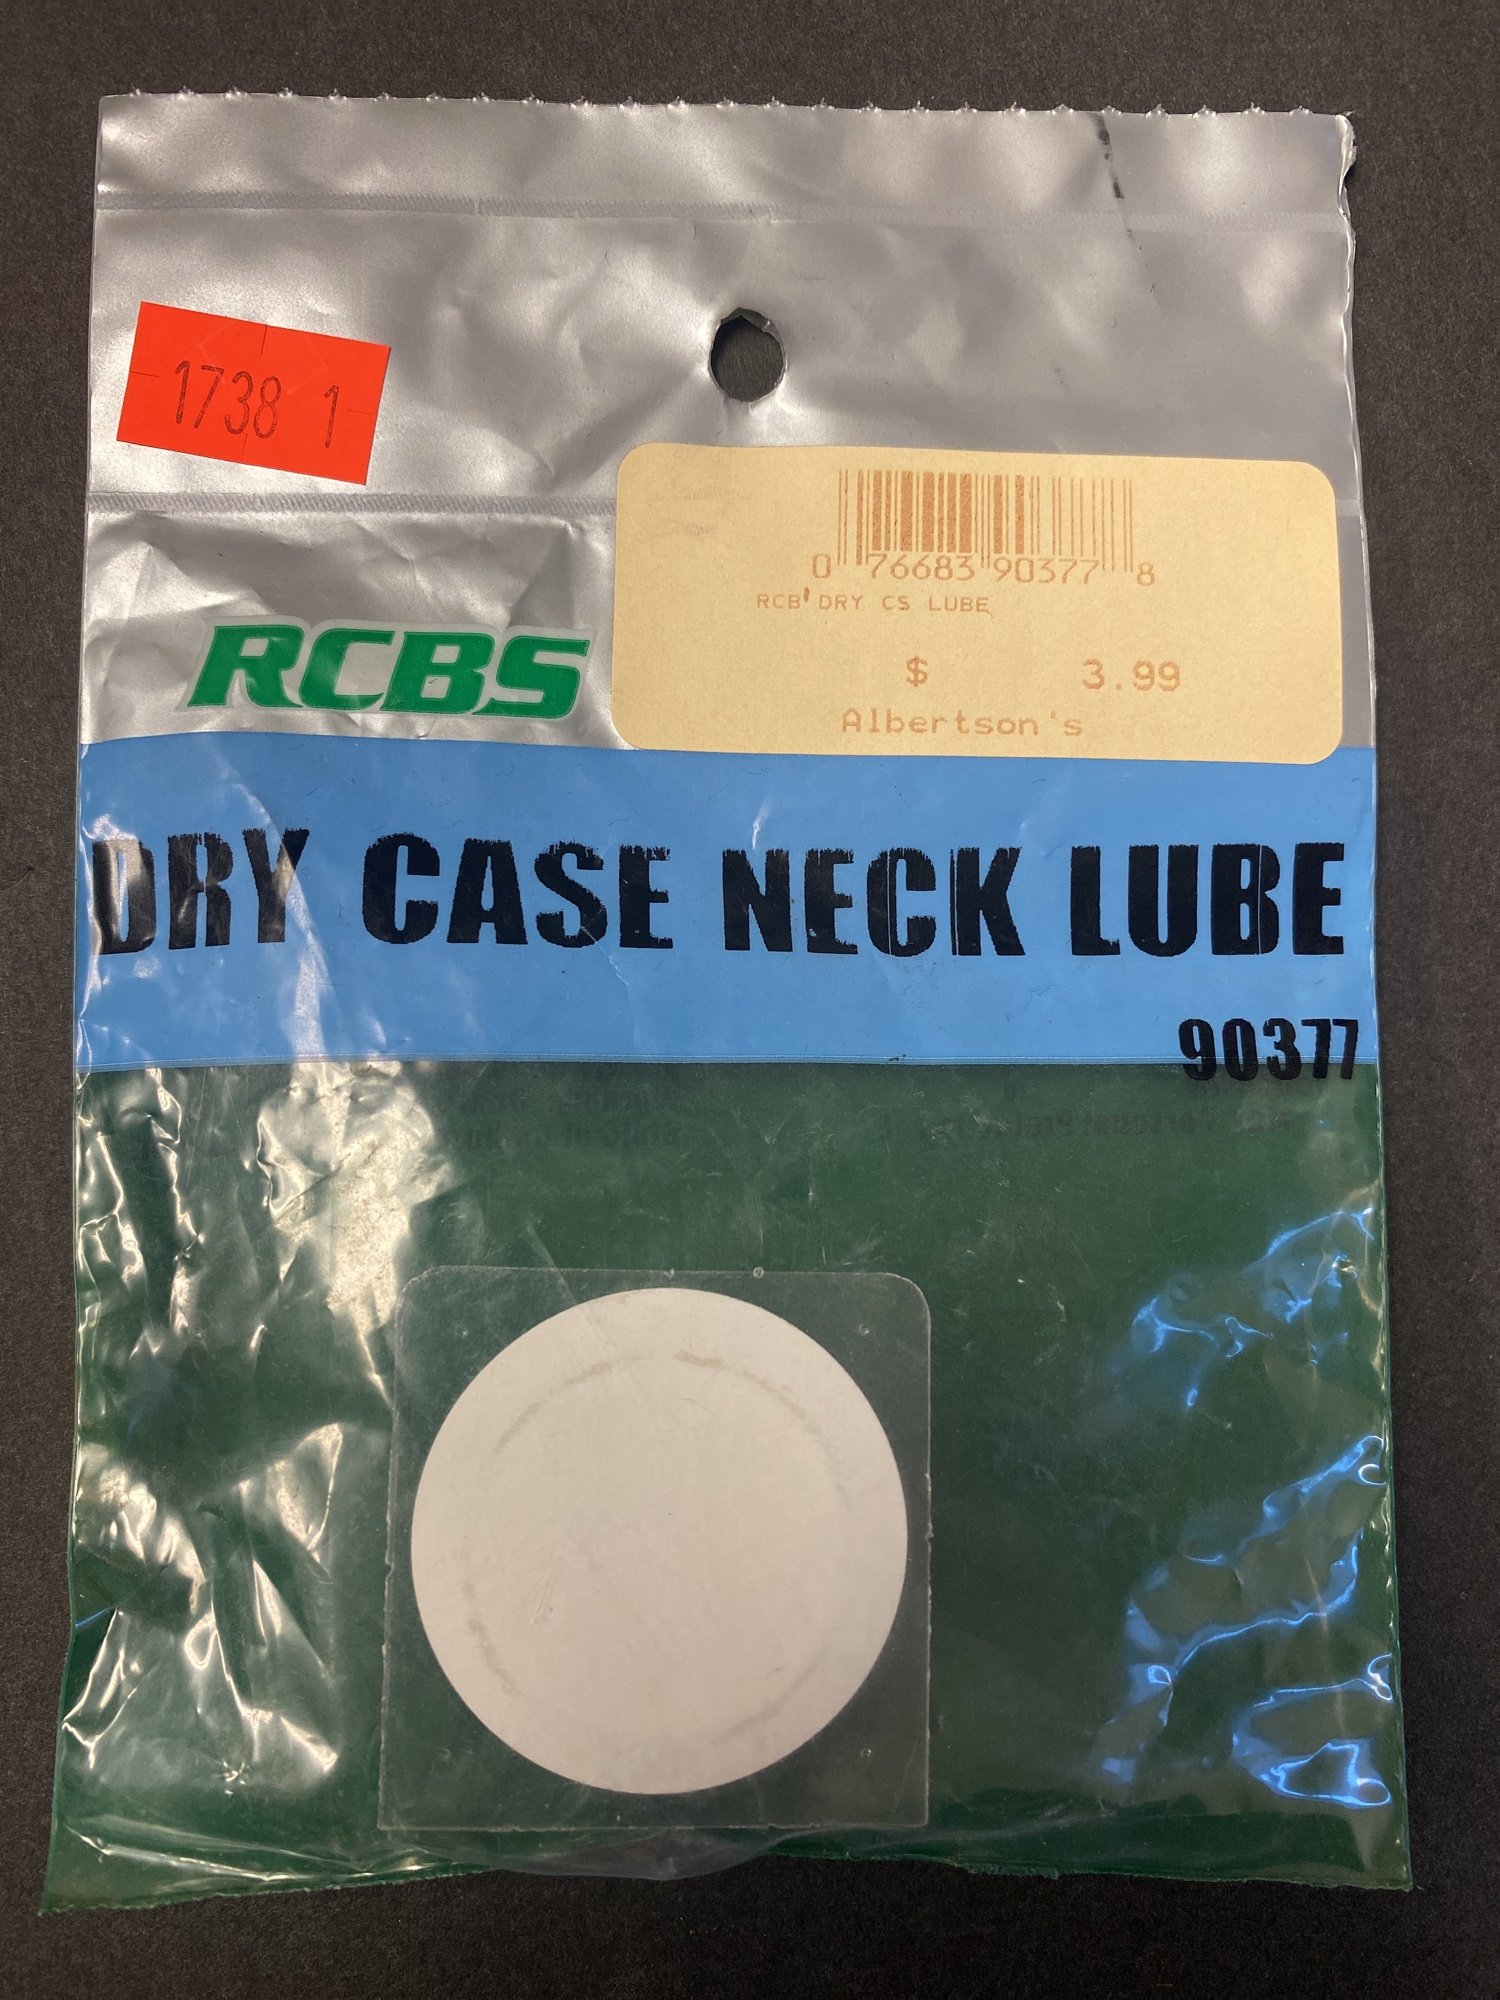 1738 1
0 76683 90377 8
RCB' DRY CS LUBE
$ 3.99
Albertson's
RCBS
DRY CASE NECK LUBE
90377